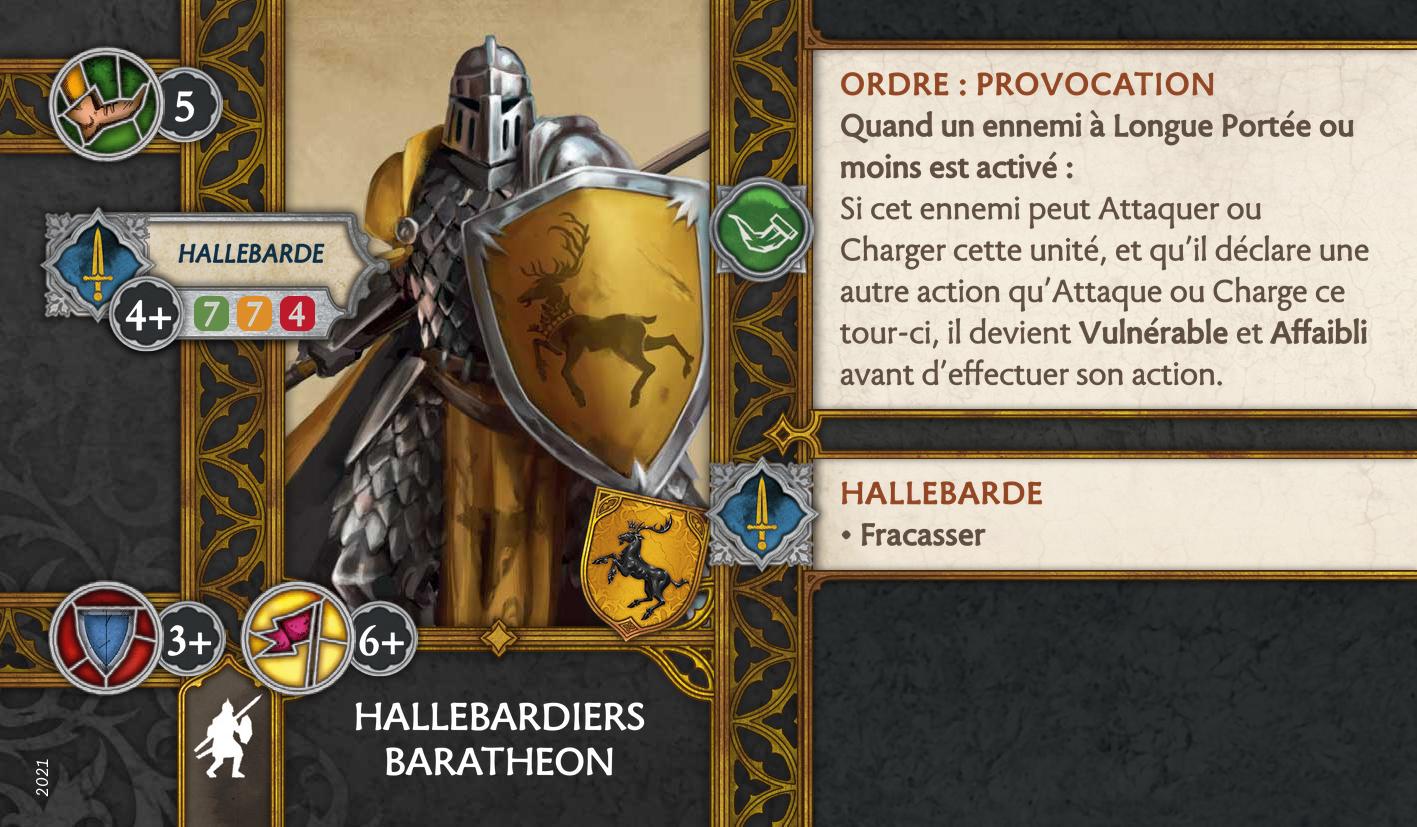 5
HALLEBARDE
4+ 7 7 4
3+ 6+
HALLEBARDIERS
BARATHEON
2021
ORDRE : PROVOCATION
Quand un ennemi à Longue Portée ou
moins est activé :
Si cet ennemi peut Attaquer ou
Charger cette unité, et qu’il déclare une
autre action qu’Attaque ou Charge ce
tour-ci, il devient Vulnérable et Affaibli
avant d’effectuer son action.
HALLEBARDE
• Fracasser